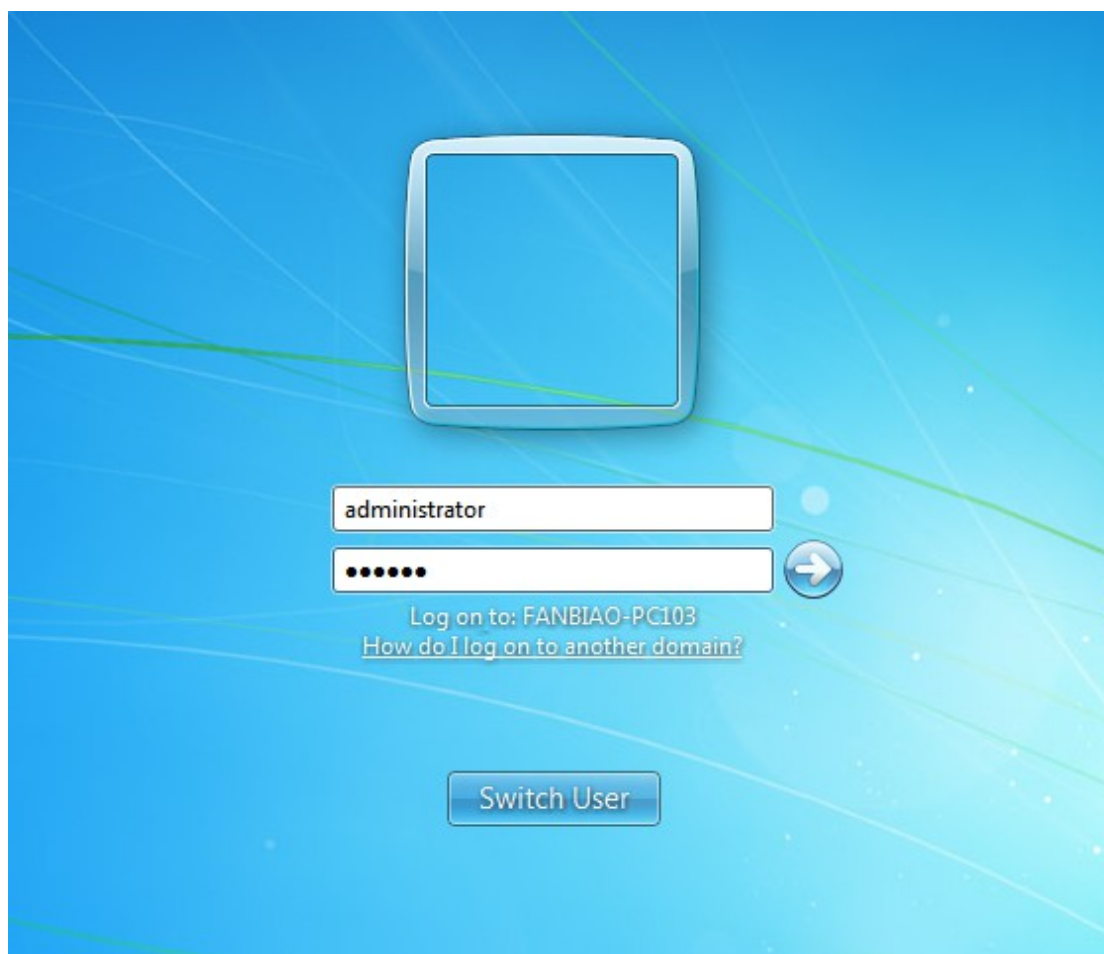 administrator
••••••
Log on to: FANBIAO-PC103
How do I log on to another domain?
Switch User